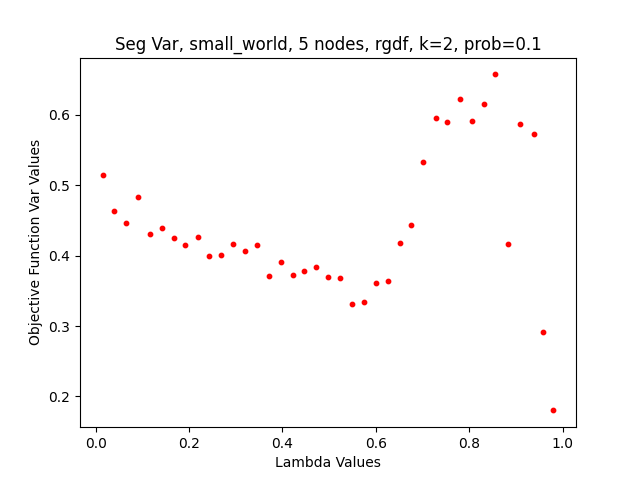 Seg Var, small_world, 5 nodes, rgdf, k=2, prob=0.1
Objective Function Var Values
0.6
0.5
0.4
0.3
0.2
0.0 0.2 0.4 0.6 0.8 1.0
Lambda Values